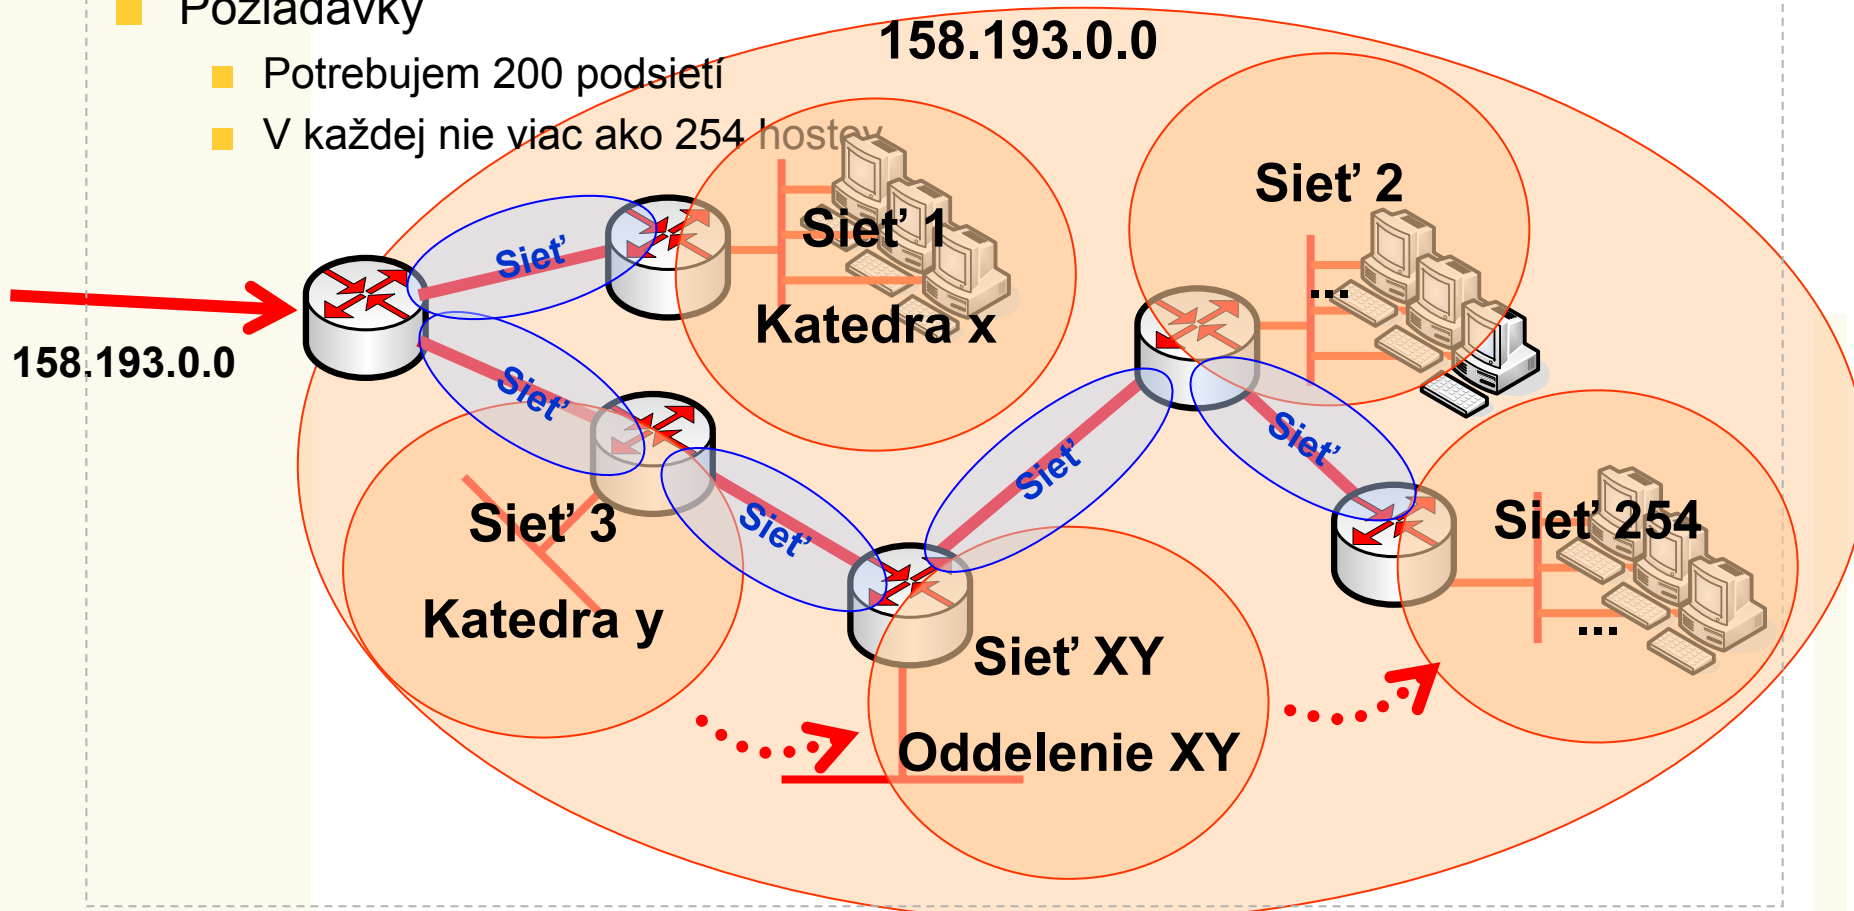 Požiadavky
Potrebujem 200 podsietí
V každej nie viac ako 254 hostov
158.193.0.0
Sieť 1
Katedra x
Sieť 2
...
Sieť
158.193.0.0
Sieť
Sieť 3
Katedra y
Sieť
Sieť
Sieť
Sieť 254
...
Sieť XY
Oddelenie XY